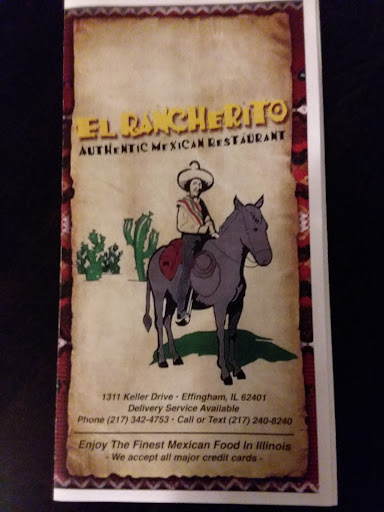 EL RANCHERITO
AUTHENTIC MEXICAN RESTAURANT
1311 Keller Drive • Effingham, IL 62401
Delivery Service Available
Phone (217) 342-4753 • Call or Text (217) 240-8240
Enjoy The Finest Mexican Food In Illinois
- We accept all major credit cards -